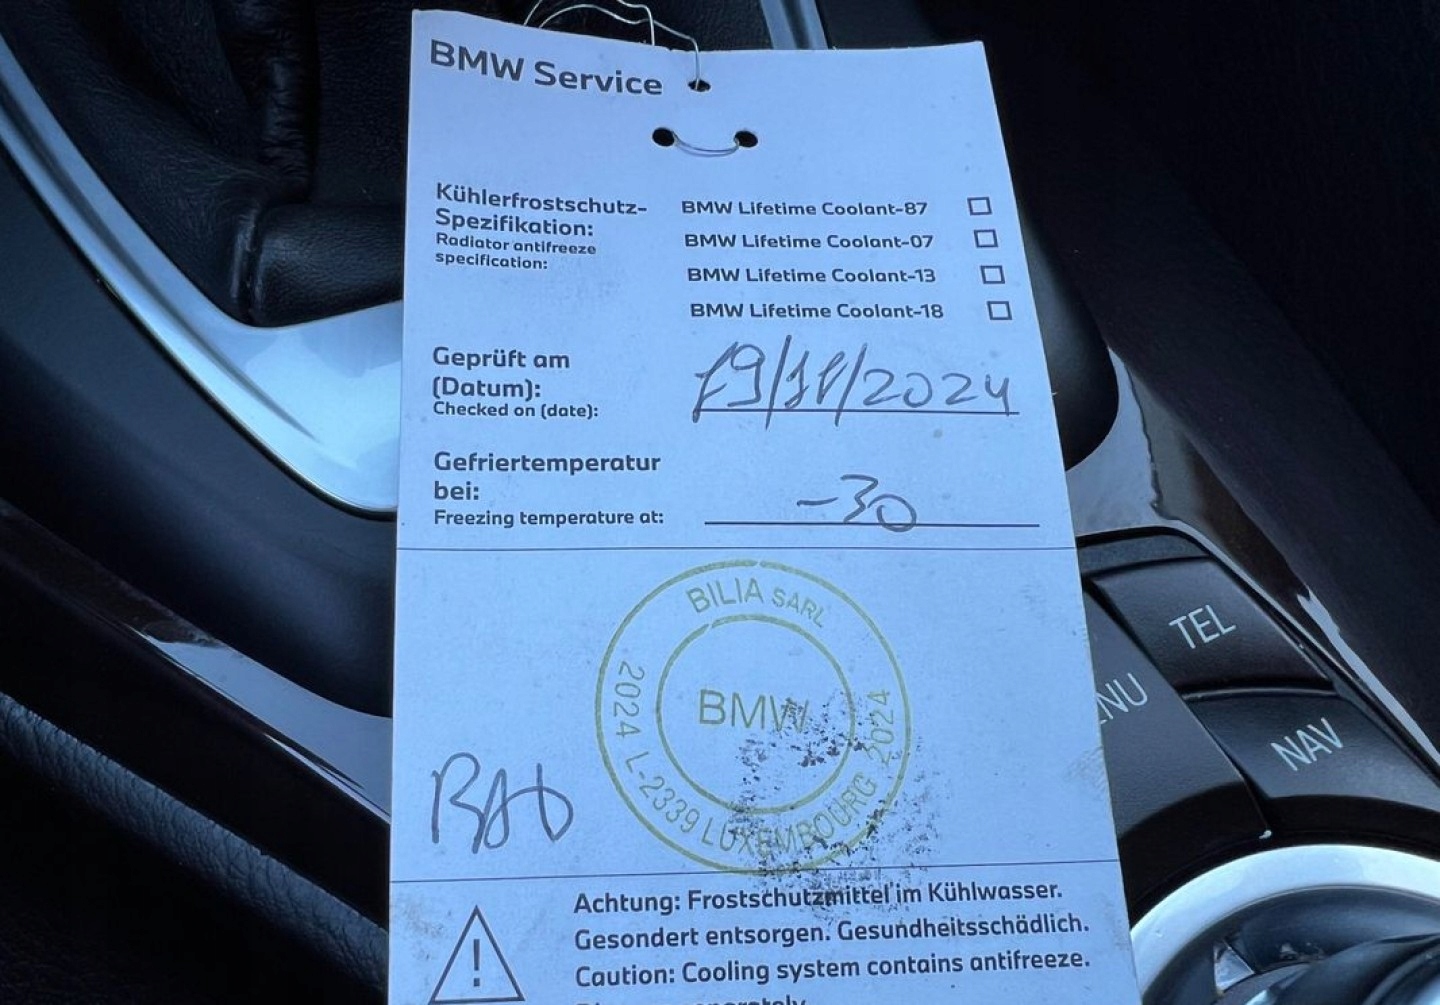 BMW Service
Kühlerfrostschutz-
Spezifikation:
Radiator antifreeze
specification:
BMW Lifetime Coolant-87
BMW Lifetime Coolant-07
BMW Lifetime Coolant-13
BMW Lifetime Coolant-18
Geprüft am
(Datum):
Checked on (date):
19/11/2024
Gefriertemperatur
bei:
Freezing temperature at:
-30
BILIA SARL
BMW
2024 L-2339 LUXEMBOURG 2024
Achtung: Frostschutzmittel im Kühlwasser.
Gesondert entsorgen. Gesundheitsschädlich.
Caution: Cooling system contains antifreeze.
TEL
NAV